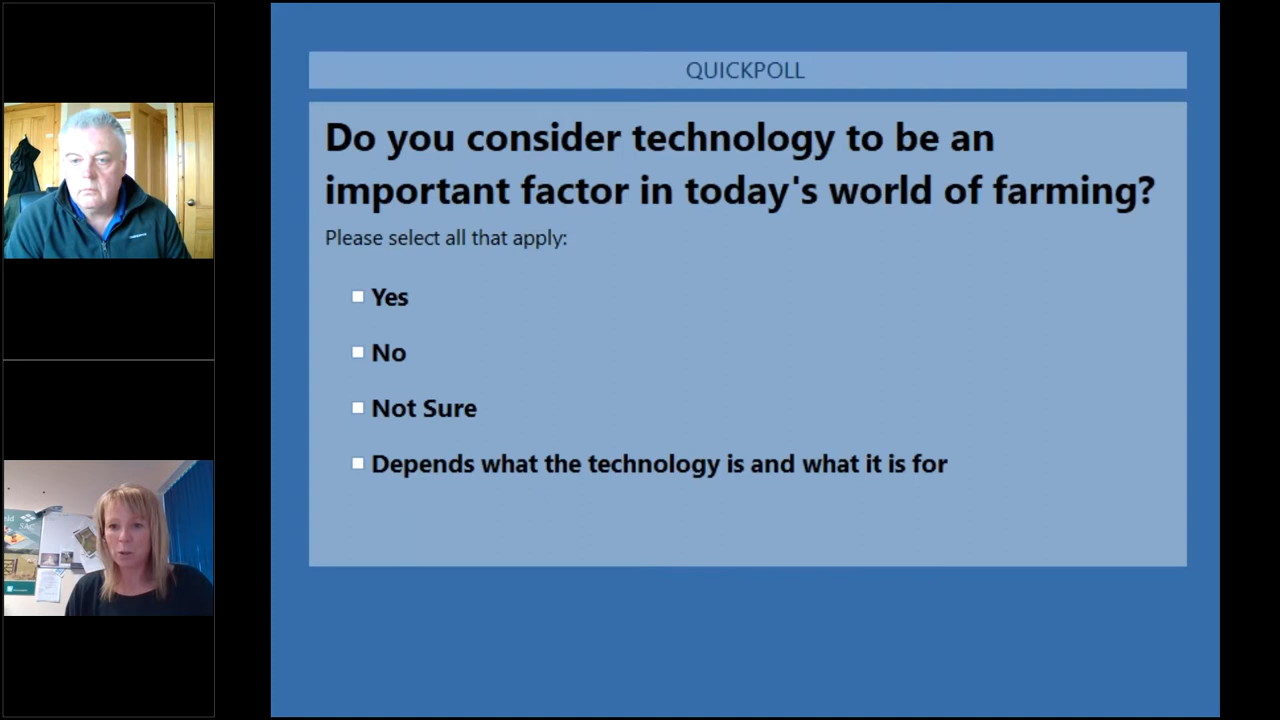 QUICKPOLL
Do you consider technology to be an
important factor in today's world of farming?
Please select all that apply:
Yes
No
Not Sure
Depends what the technology is and what it is for
SAC